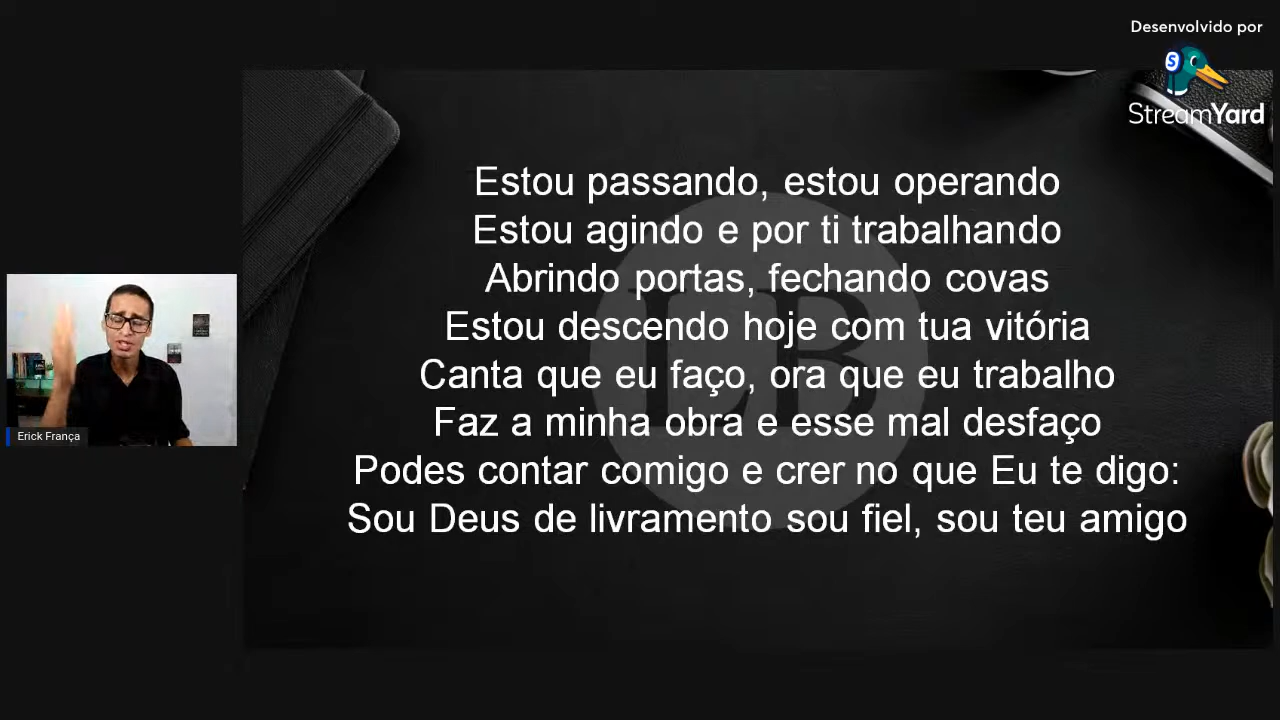 Desenvolvido por
StreamYard
Estou passando, estou operando
Estou agindo e por ti trabalhando
Abrindo portas, fechando covas
Estou descendo hoje com tua vitória
Canta que eu faço, ora que eu trabalho
Faz a minha obra e esse mal desfaço
Podes contar comigo e crer no que Eu te digo:
Sou Deus de livramento sou fiel, sou teu amigo
Erick França